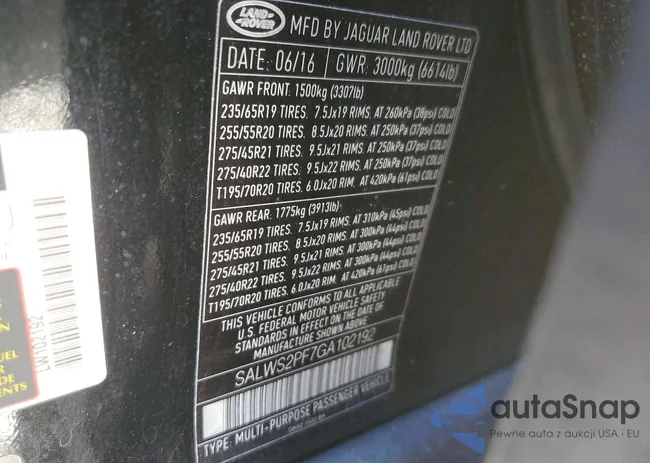 LAND
ROVER
MFD BY JAGUAR LAND ROVER LTD
DATE: 06/16 GWR: 3000kg (6614lb)
GAWR FRONT: 1500kg (3307lb)
235/65R19 TIRES. 7.5Jx19 RIMS. AT 260kPa (38psi) COLD
255/55R20 TIRES. 8.5Jx20 RIMS. AT 250kPa (37psi) COLD
275/45R21 TIRES. 9.5Jx21 RIMS. AT 250kPa (37psi) COLD
275/40R22 TIRES. 9.5Jx22 RIMS. AT 250kPa (37psi) COLD
T195/70R20 TIRES. 6.0Jx20 RIM. AT 420kPa (61psi) COLD
GAWR REAR: 1775kg (3913lb)
235/65R19 TIRES. 7.5Jx19 RIMS. AT 310kPa (45psi) COLD
255/55R20 TIRES. 8.5Jx20 RIMS. AT 300kPa (44psi) COLD
275/45R21 TIRES. 9.5Jx21 RIMS. AT 300kPa (44psi) COLD
275/40R22 TIRES. 9.5Jx22 RIMS. AT 300kPa (44psi) COLD
T195/70R20 TIRES. 6.0Jx20 RIM. AT 420kPa (61psi) COLD
THIS VEHICLE CONFORMS TO ALL APPLICABLE
U.S. FEDERAL MOTOR VEHICLE SAFETY
STANDARDS IN EFFECT ON THE DATE OF
MANUFACTURE SHOWN ABOVE.
SALWS2PF7GA102192
TYPE: MULTI-PURPOSE PASSENGER VEHICLE
LW102192
autaSnap
Pewne auta z aukcji USA i EU